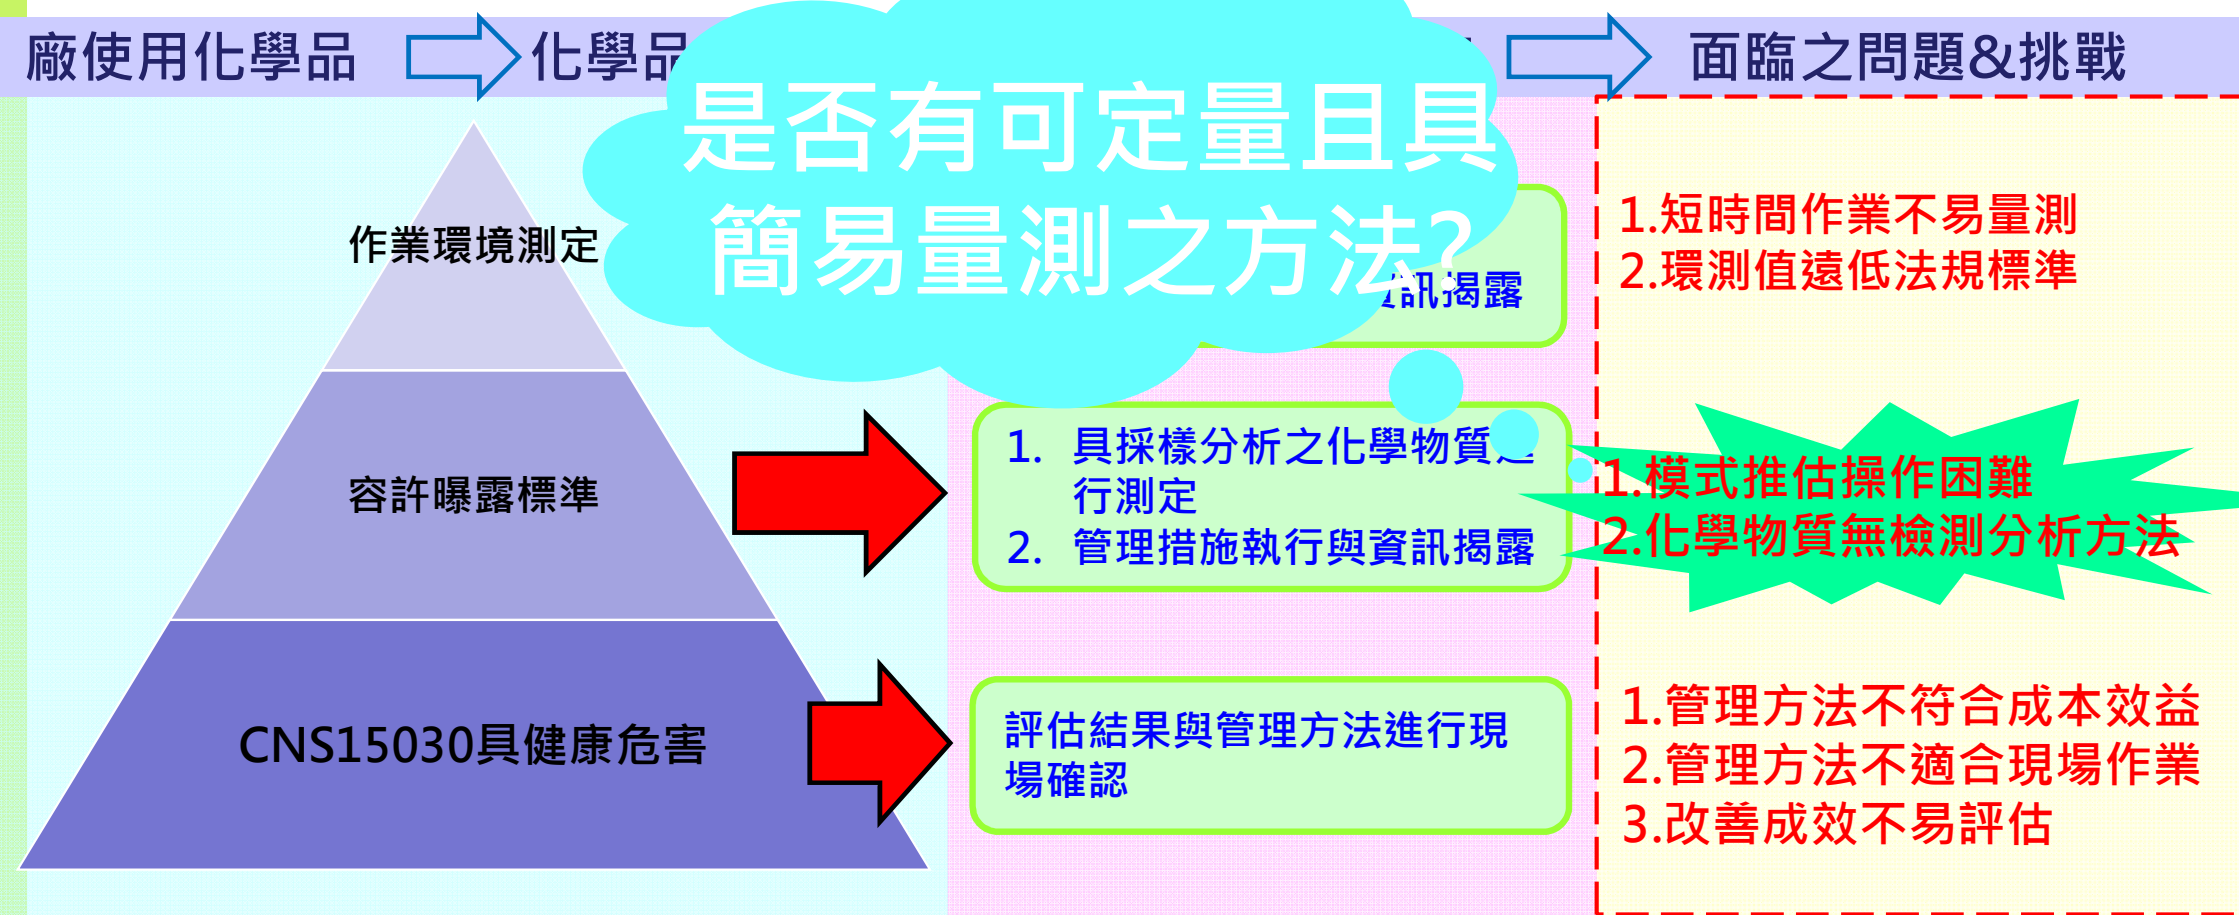 廠使用化學品
化學品
面臨之問題&挑戰
是否有可定量且具
簡易量測之方法?
作業環境測定
訊揭露
1.短時間作業不易量測
2.環測值遠低法規標準
容許曝露標準
1. 具採樣分析之化學物質
行測定
2. 管理措施執行與資訊揭露
1.模式推估操作困難
2.化學物質無檢測分析方法
CNS15030具健康危害
評估結果與管理方法進行現
場確認
1.管理方法不符合成本效益
2.管理方法不適合現場作業
3.改善成效不易評估